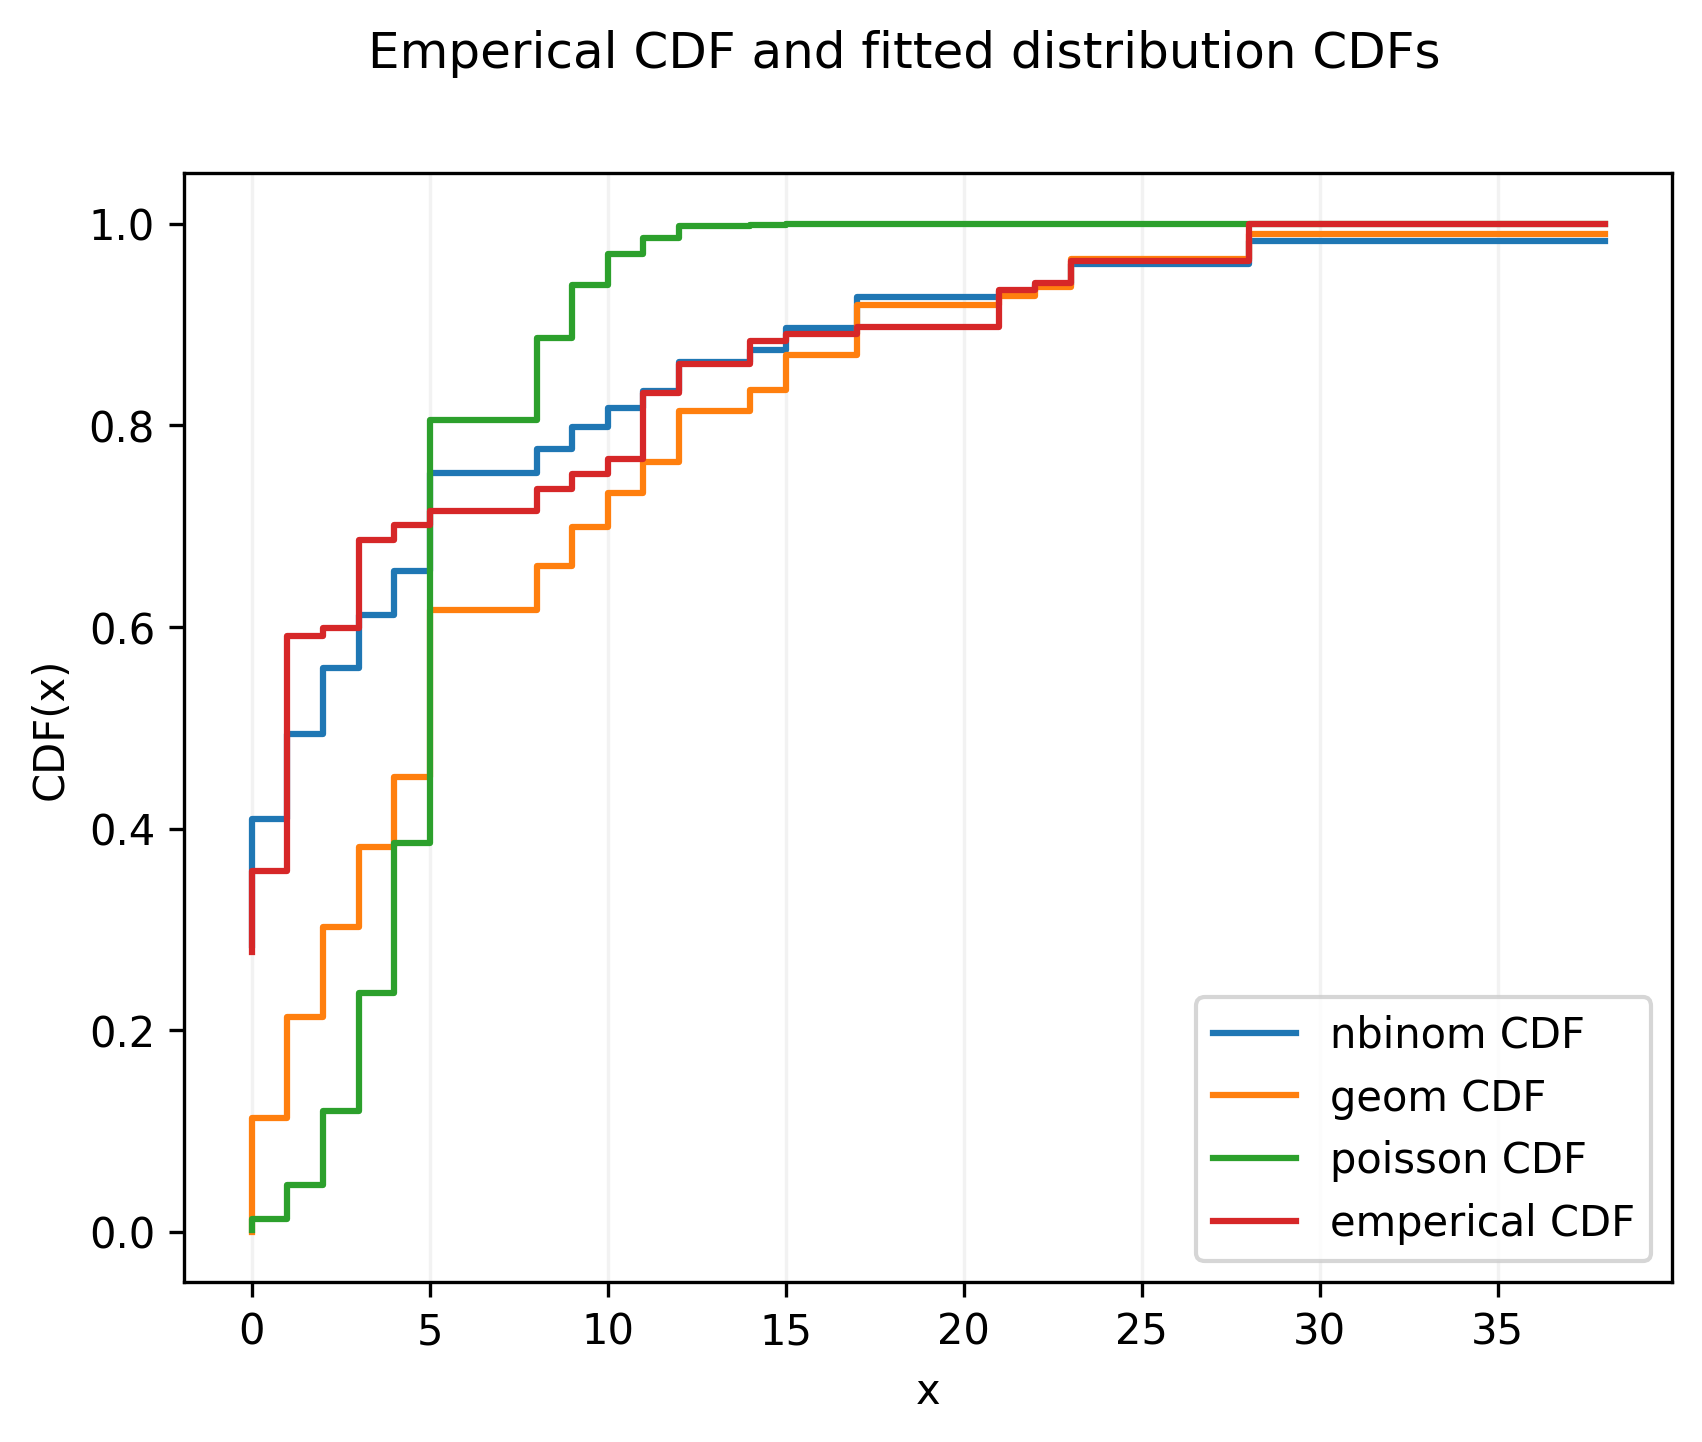 Emperical CDF and fitted distribution CDFs
1.0
0.8
0.6
0.4
0.2
0.0
CDF(x)
0 5 10 15 20 25 30 35
x
nbinom CDF
geom CDF
poisson CDF
emperical CDF